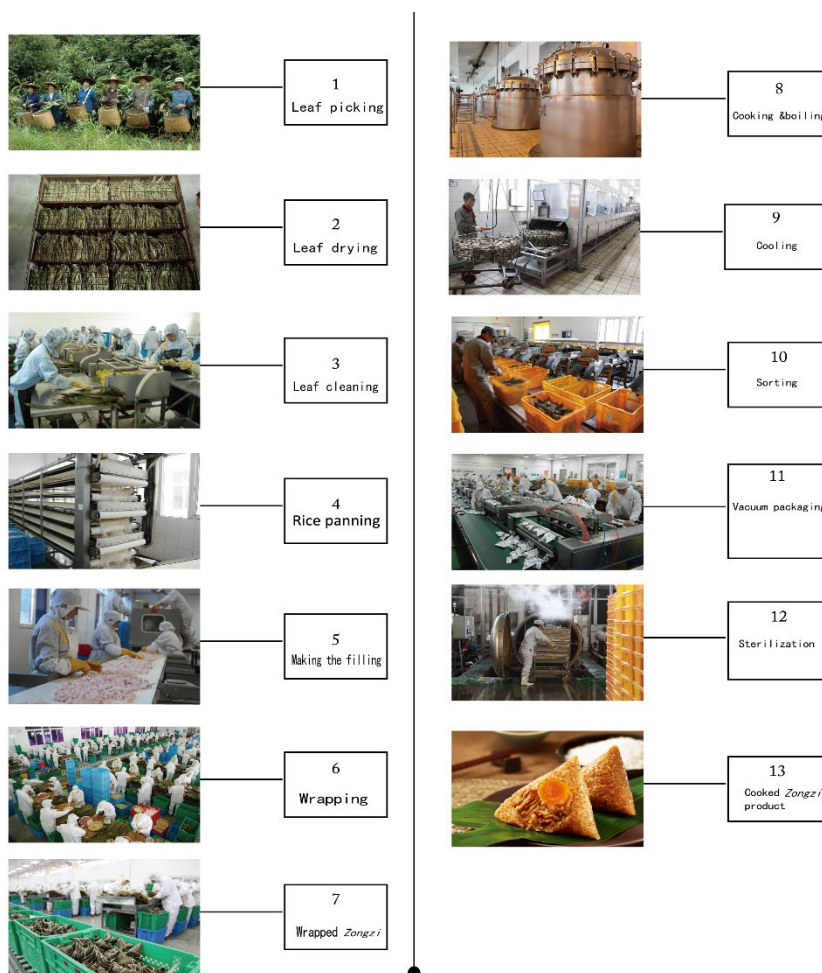 1
Leaf picking
2
Leaf drying
3
Leaf cleaning
4
Rice panning
5
Making the filling
6
Wrapping
7
Wrapped Zongzi
8
Cooking &boiling
9
Cooling
10
Sorting
11
Vacuum packaging
12
Sterilization
13
Cooked Zongzi
product